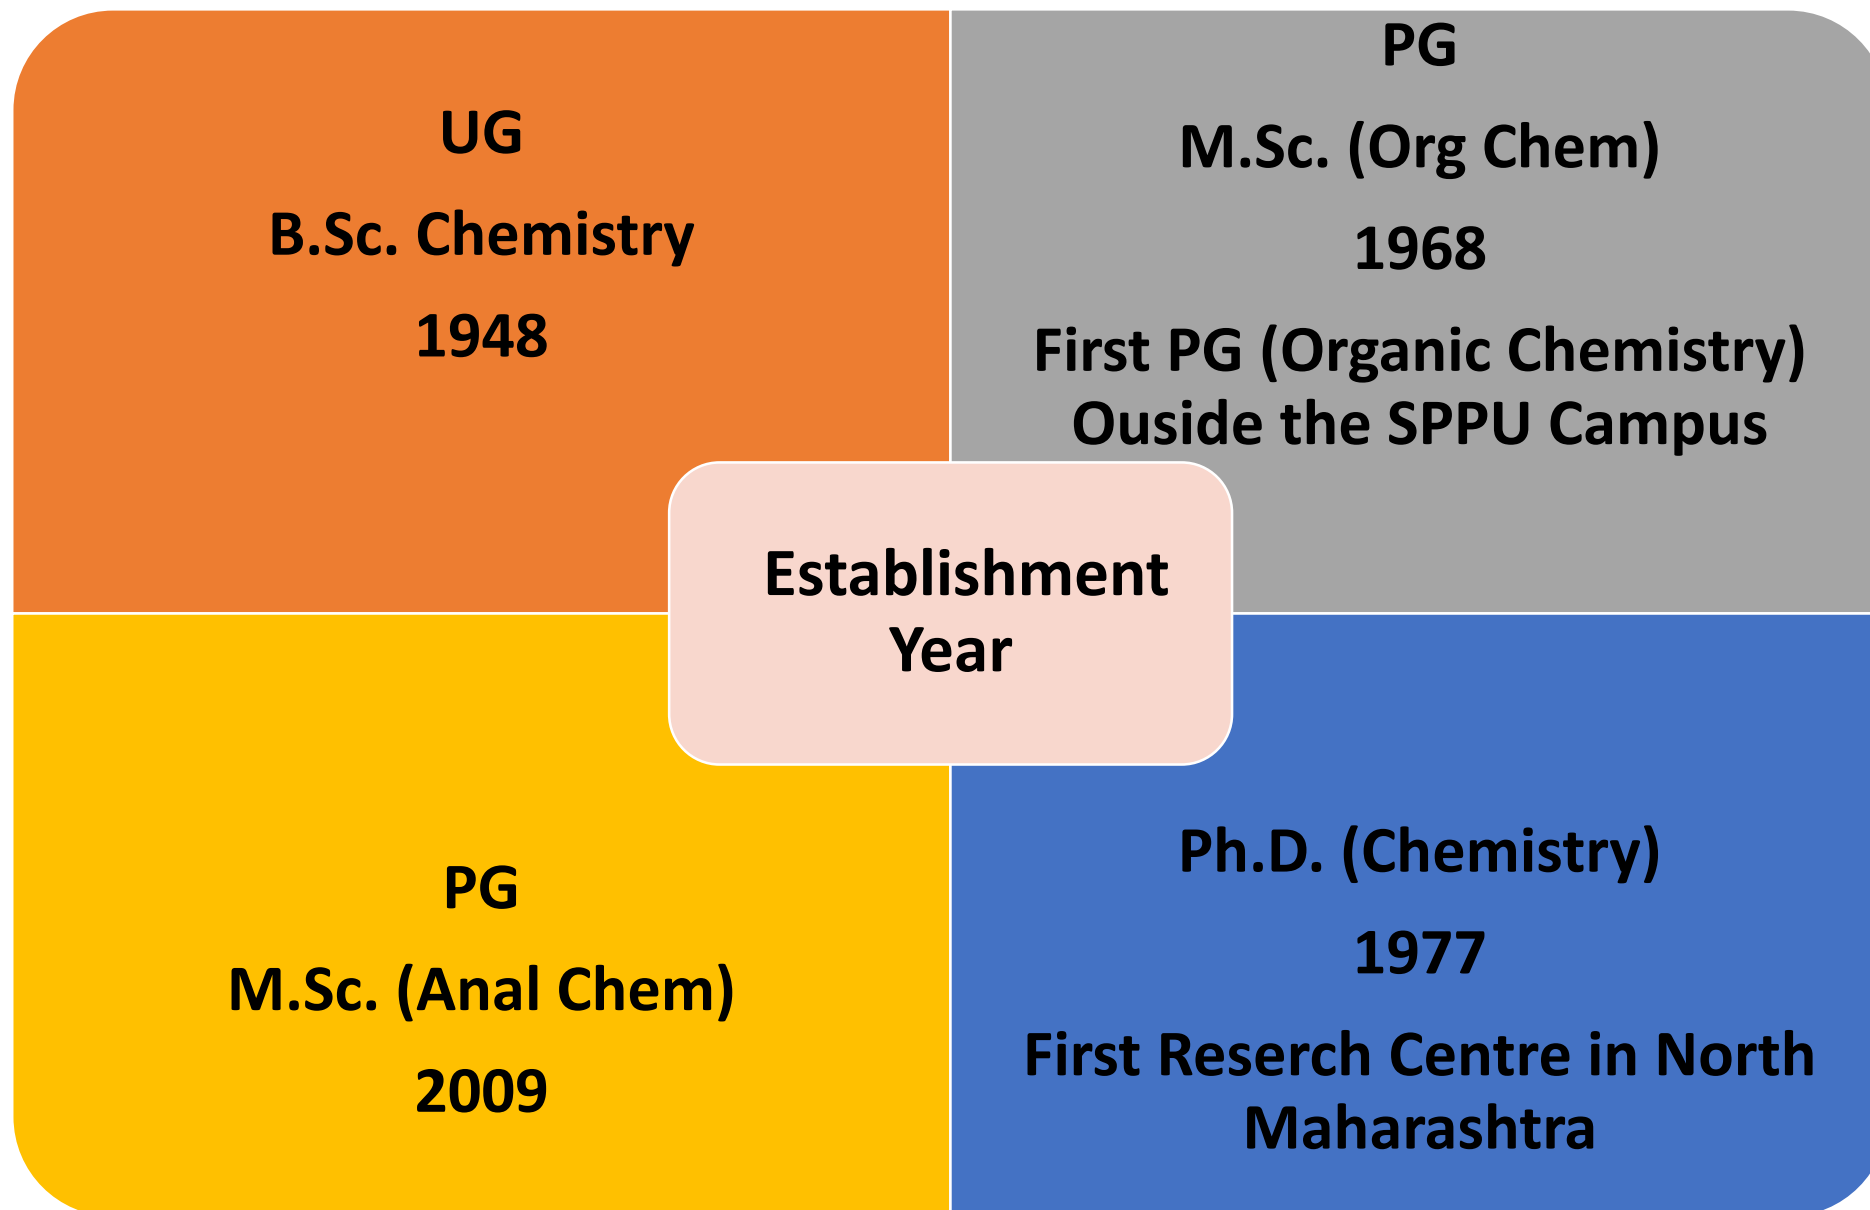 UG
B.Sc. Chemistry
1948
PG
M.Sc. (Org Chem)
1968
First PG (Organic Chemistry)
Ouside the SPPU Campus
Establishment
Year
PG
M.Sc. (Anal Chem)
2009
Ph.D. (Chemistry)
1977
First Reserch Centre in North
Maharashtra